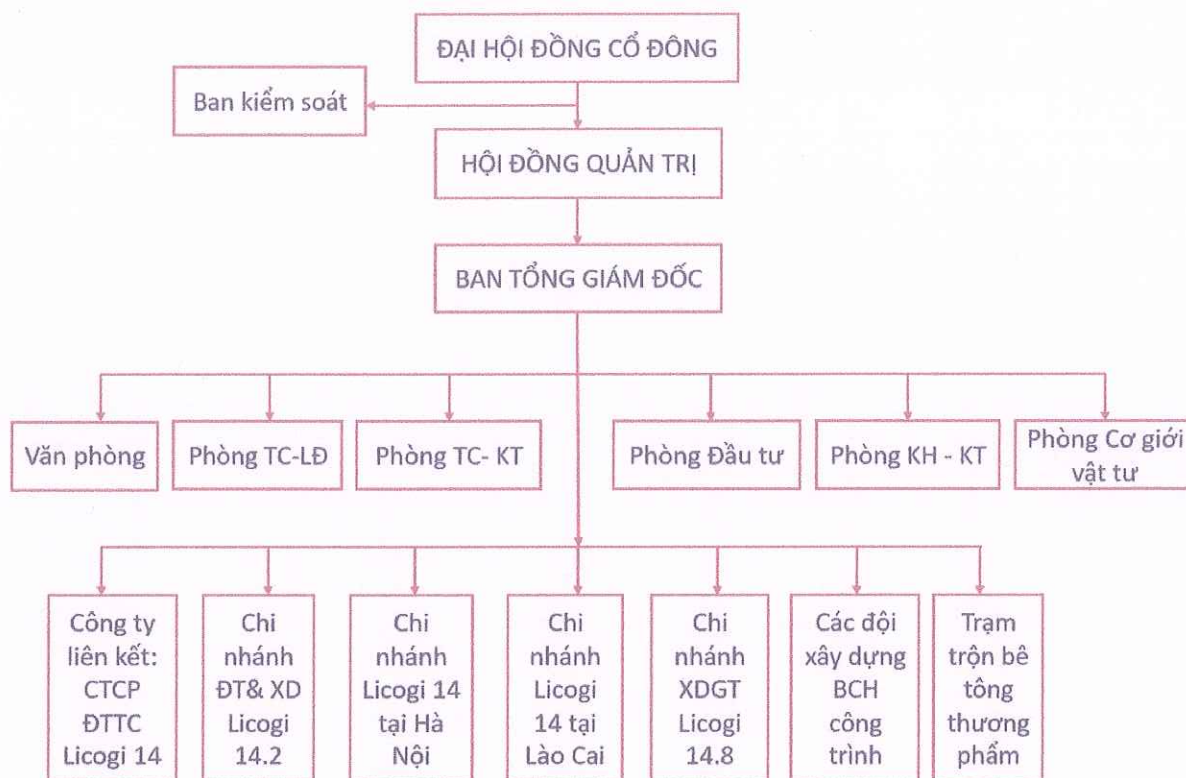 ĐẠI HỘI ĐỒNG CỔ ĐÔNG
Ban kiểm soát
HỘI ĐỒNG QUẢN TRỊ
BAN TỔNG GIÁM ĐỐC
Văn phòng
Phòng TC-LĐ
Phòng TC- KT
Phòng Đầu tư
Phòng KH - KT
Phòng Cơ giới
vật tư
Công ty
liên kết:
CTCP
ĐTTC
Licogi 14
Chi
nhánh
ĐT& XD
Licogi
14.2
Chi
nhánh
Licogi 14
tại Hà
Nội
Chi
nhánh
Licogi
14 tại
Lào Cai
Chi
nhánh
XDGT
Licogi
14.8
Các đội
xây dựng
BCH
công
trình
Trạm
trộn bê
tông
thương
phẩm